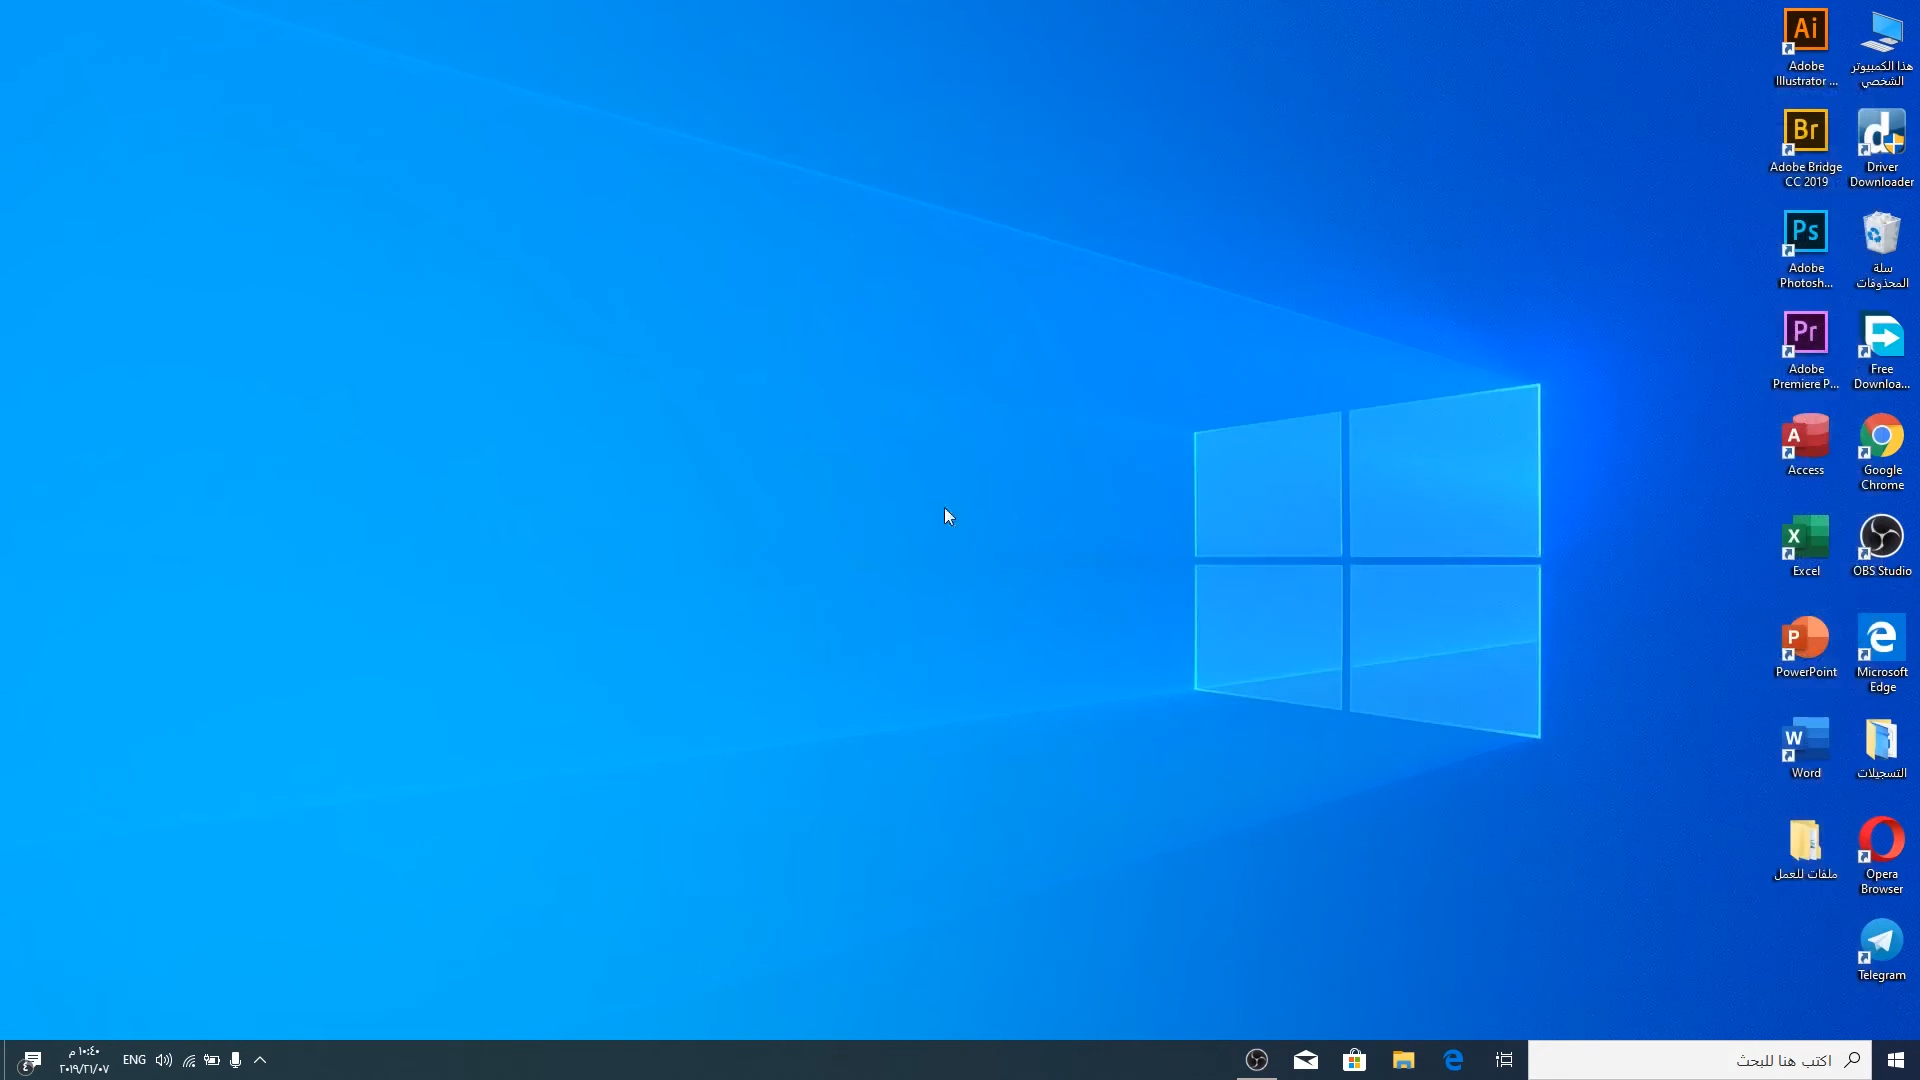 هذا الكمبيوتر
الشخصي
Driver
Downloader
سلة
المحذوفات
Free
Downloa...
Google
Chrome
OBS Studio
Microsoft
Edge
التسجيلات
Opera
Browser
Telegram
Ai
Adobe
Illustrator ...
Br
Adobe Bridge
CC 2019
Ps
Adobe
Photosh...
Pr
Adobe
Premiere P...
A
Access
X
Excel
P
PowerPoint
W
Word
ملفات للعمل
اكتب هنا للبحث
ENG
١٠:٤٠ م
٢٠١٩/٢١/٠٧
٤